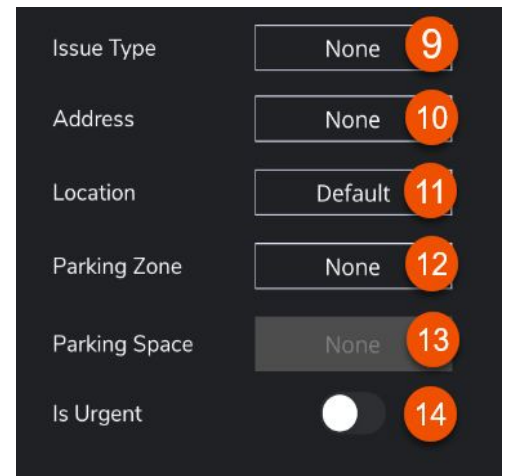 Issue Type None 9
Address None 10
Location Default 11
Parking Zone None 12
Parking Space None 13
Is Urgent 14